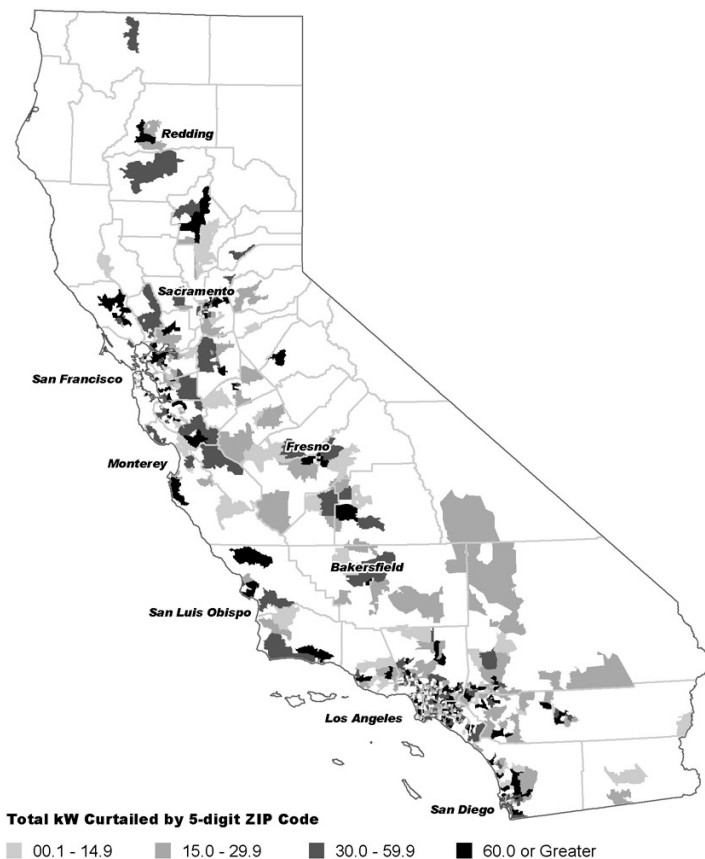 Redding
Sacramento
San Francisco
Fresno
Monterey
Bakersfield
San Luis Obispo
Los Angeles
San Diego
Total kW Curtailed by 5-digit ZIP Code
00.1 - 14.9 15.0 - 29.9 30.0 - 59.9 60.0 or Greater